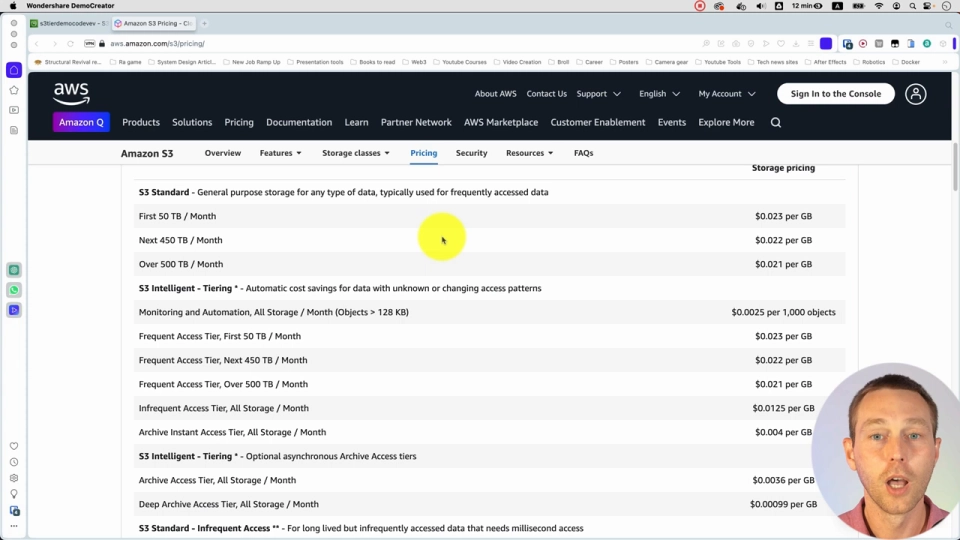 Wondershare DemoCreator
12 min
A
s3tierdemocodevev - S3
Amazon S3 Pricing - Clo
VPN
aws.amazon.com/s3/pricing/
Structural Revival re...
Ra game
System Design Articl...
New Job Ramp Up
Presentation tools
Books to read
Web3
Youtube Courses
Video Creation
Broll
Career
Posters
Camera gear
Youtube Tools
Tech news sites
After Effects
Robotics
Docker
aws
About AWS
Contact Us
Support
English
My Account
Sign In to the Console
Amazon Q
Products
Solutions
Pricing
Documentation
Learn
Partner Network
AWS Marketplace
Customer Enablement
Events
Explore More
Amazon S3
Overview
Features
Storage classes
Pricing
Security
Resources
FAQs
Storage pricing
S3 Standard - General purpose storage for any type of data, typically used for frequently accessed data
First 50 TB / Month $0.023 per GB
Next 450 TB / Month $0.022 per GB
Over 500 TB / Month $0.021 per GB
S3 Intelligent - Tiering * - Automatic cost savings for data with unknown or changing access patterns
Monitoring and Automation, All Storage / Month (Objects > 128 KB) $0.0025 per 1,000 objects
Frequent Access Tier, First 50 TB / Month $0.023 per GB
Frequent Access Tier, Next 450 TB / Month $0.022 per GB
Frequent Access Tier, Over 500 TB / Month $0.021 per GB
Infrequent Access Tier, All Storage / Month $0.0125 per GB
Archive Instant Access Tier, All Storage / Month $0.004 per GB
S3 Intelligent - Tiering * - Optional asynchronous Archive Access tiers
Archive Access Tier, All Storage / Month $0.0036 per GB
Deep Archive Access Tier, All Storage / Month $0.00099 per GB
S3 Standard - Infrequent Access ** - For long lived but infrequently accessed data that needs millisecond access